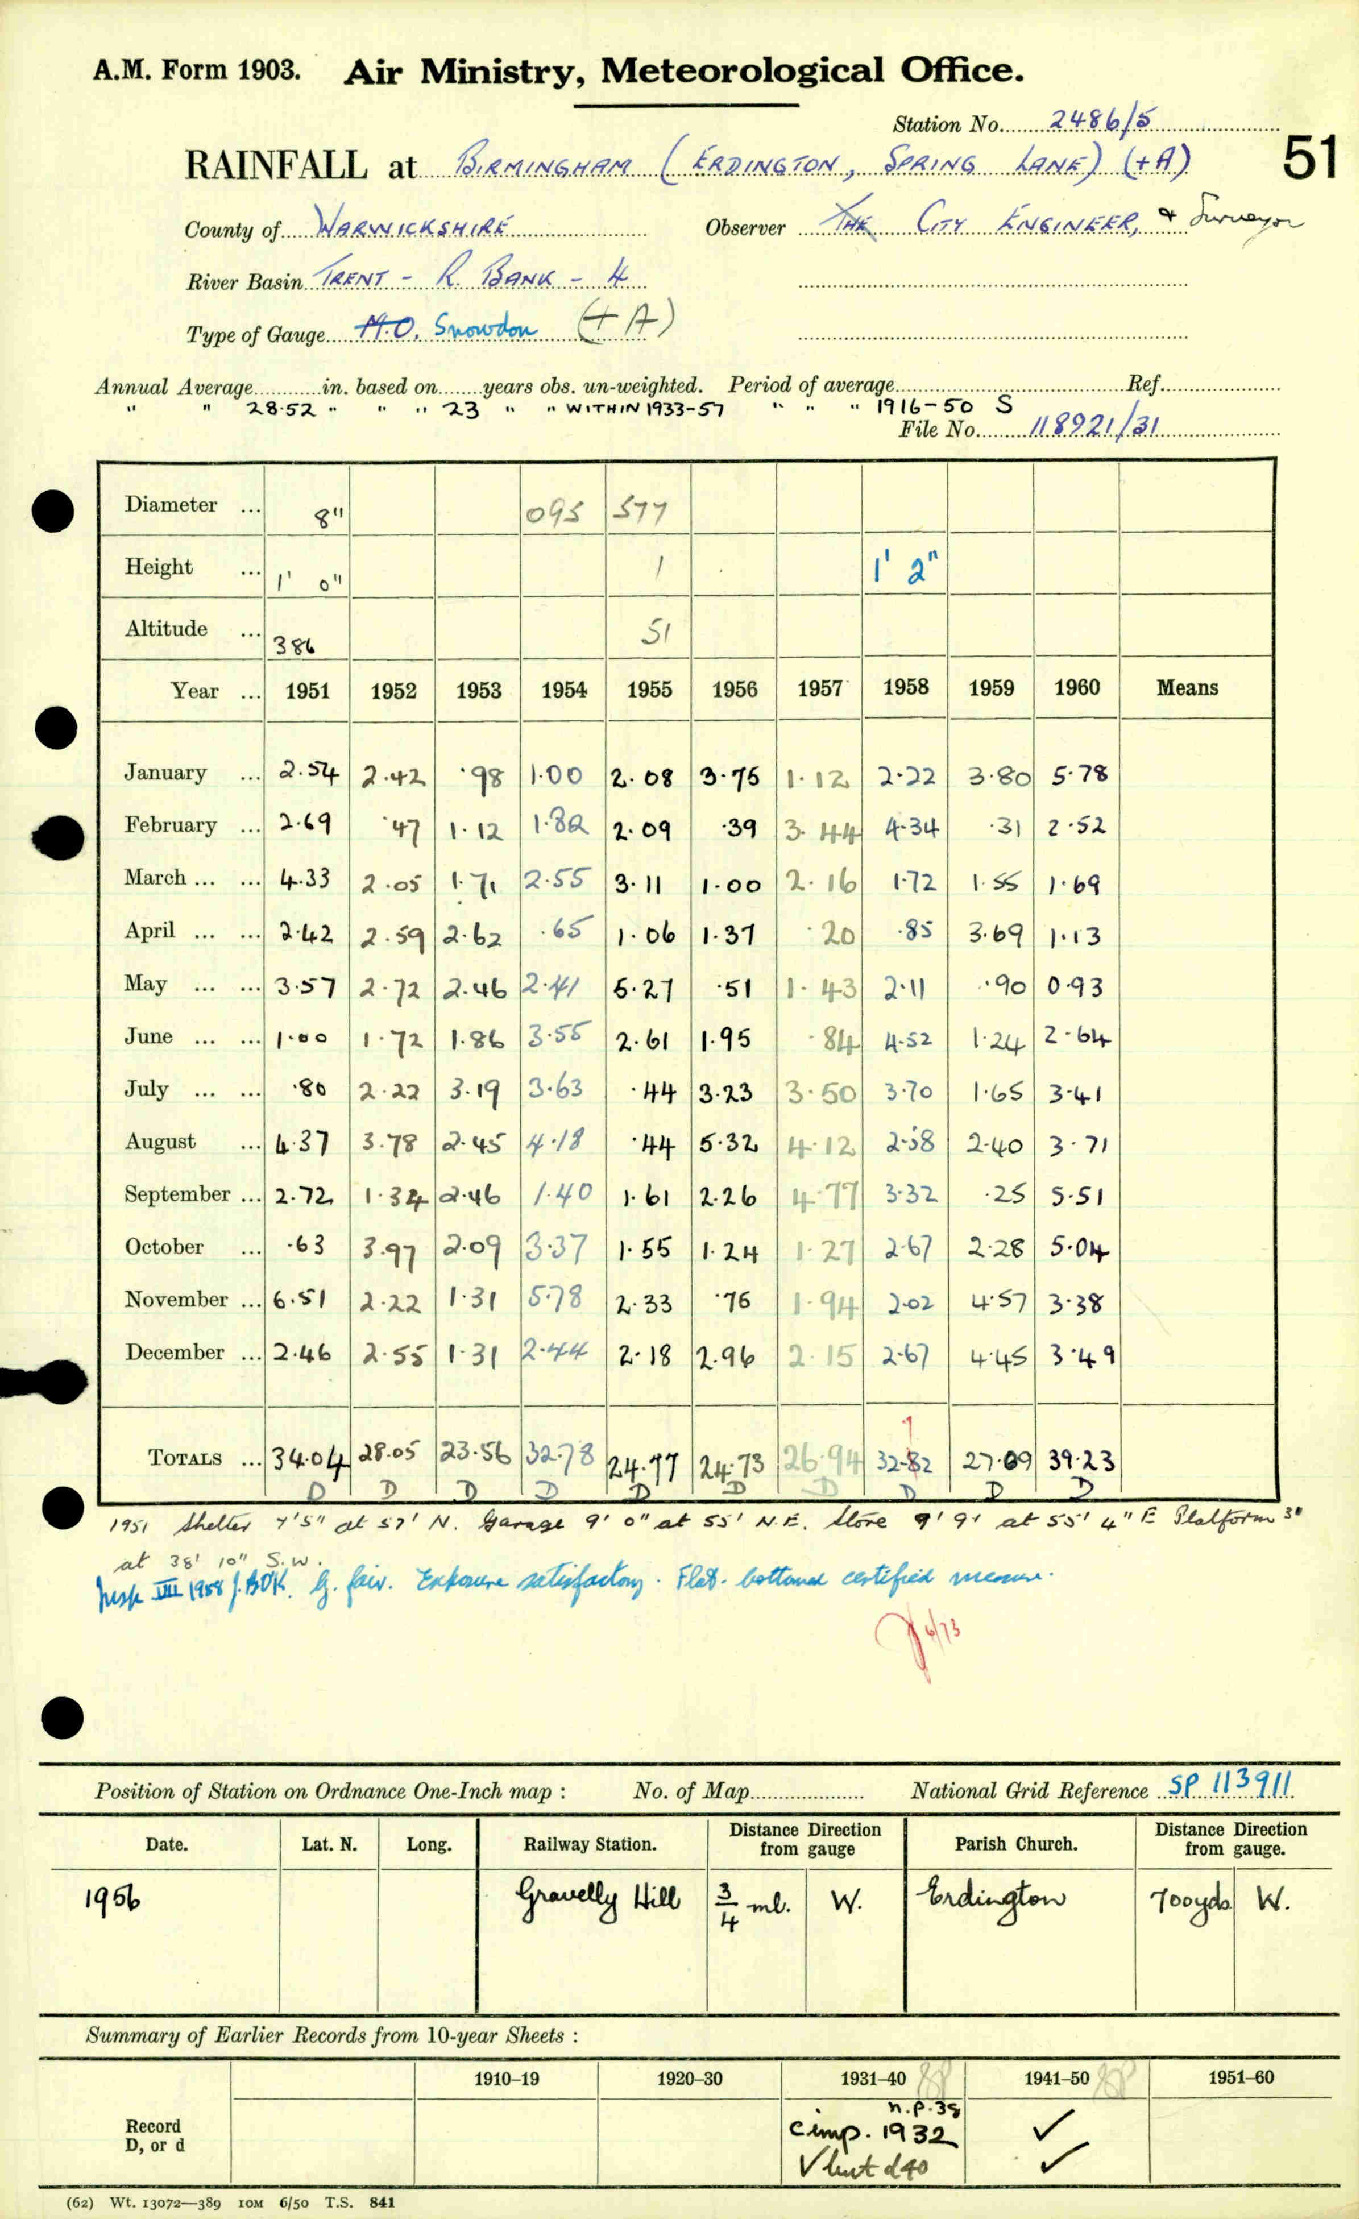 A.M. Form 1903. Air Ministry, Meteorological Office.
Station No. 2486/5
51
RAINFALL at BIRMINGHAM (ERDINGTON, SPRING LANE) (+A)
County of WARWICKSHIRE Observer THE CITY ENGINEER, & Surveyor
River Basin TRENT - R. BANK - 4
Type of Gauge M.O. Snowdon (+A)
Annual Average in. based on years obs. un-weighted. Period of average Ref.
" " 28.52 " " " 23 " " WITHIN 1933-57 " " " 1916-50 S
File No. 118921/31
Diameter ... 8" 095 577
Height ... 1' 0" 1 1' 2"
Altitude ... 386 51
Year ... 1951 1952 1953 1954 1955 1956 1957 1958 1959 1960 Means
January ... 2.54 2.42 .98 1.00 2.08 3.75 1.12 2.22 3.80 5.78
February ... 2.69 .47 1.12 1.82 2.09 .39 3.44 4.34 .31 2.52
March ... ... 4.33 2.05 1.71 2.55 3.11 1.00 2.16 1.72 1.55 1.69
April ... ... 2.42 2.59 2.62 .65 1.06 1.37 .20 .85 3.69 1.13
May ... ... 3.57 2.72 2.46 2.41 5.27 .51 1.43 2.11 .90 0.93
June ... ... 1.00 1.72 1.86 3.55 2.61 1.95 .84 4.52 1.24 2.64
July ... ... .80 2.22 3.19 3.63 .44 3.23 3.50 3.70 1.65 3.41
August ... 4.37 3.78 2.45 4.18 .44 5.32 4.12 2.58 2.40 3.71
September ... 2.72 1.34 2.46 1.40 1.61 2.26 4.77 3.32 .25 5.51
October ... .63 3.97 2.09 3.37 1.55 1.24 1.27 2.67 2.28 5.04
November ... 6.51 2.22 1.31 5.78 2.33 .76 1.94 2.02 4.57 3.38
December ... 2.46 2.55 1.31 2.44 2.18 2.96 2.15 2.67 4.45 3.49
7
TOTALS ... 34.04 28.05 23.56 32.78 24.77 24.73 26.94 32.82 27.09 39.23
D D D D D D D D D D
1951 Shelter 7'5" at 57' N. Garage 9' 0" at 55' N.E. Store 9' 9" at 55' 4" E Platform 3"
at 38' 10" S.W.
Insp VIII 1958 J.BOK. G. fair. Exposure satisfactory. Flat-bottomed certified measure.
6/73
Position of Station on Ordnance One-Inch map : No. of Map National Grid Reference SP 113911
Date. Lat. N. Long. Railway Station. Distance from Direction gauge Parish Church. Distance from Direction gauge.
1956 Gravelly Hill 3/4 ml. W. Erdington 700yds W.
Summary of Earlier Records from 10-year Sheets :
1910–19 1920–30 1931–40 1941–50 1951–60
Record D, or d n.p.38 cimp. 1932 ✓
✓ but d40 ✓
(62) Wt. 13072—389 10M 6/50 T.S. 841